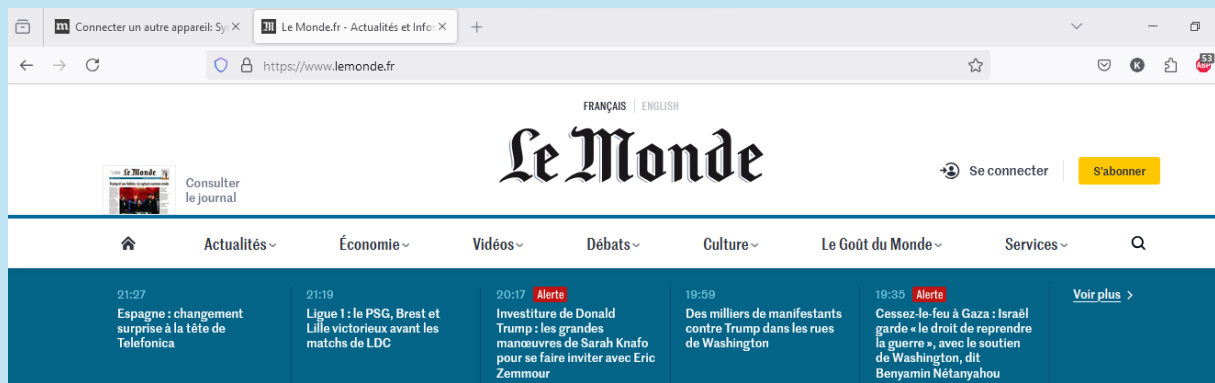 Connecter un autre appareil: Sy
Le Monde.fr - Actualités et Info
https://www.lemonde.fr
K
53
ABP
FRANÇAIS ENGLISH
Le Monde
Le Monde
Consulter
le journal
Se connecter
S'abonner
Actualités Économie Vidéos Débats Culture Le Goût du Monde Services
21:27
Espagne : changement
surprise à la tête de
Telefonica
21:19
Ligue 1 : le PSG, Brest et
Lille victorieux avant les
matchs de LDC
20:17 Alerte
Investiture de Donald
Trump : les grandes
manœuvres de Sarah Knafo
pour se faire inviter avec Eric
Zemmour
19:59
Des milliers de manifestants
contre Trump dans les rues
de Washington
19:35 Alerte
Cessez-le-feu à Gaza : Israël
garde « le droit de reprendre
la guerre », avec le soutien
de Washington, dit
Benyamin Nétanyahou
Voir plus